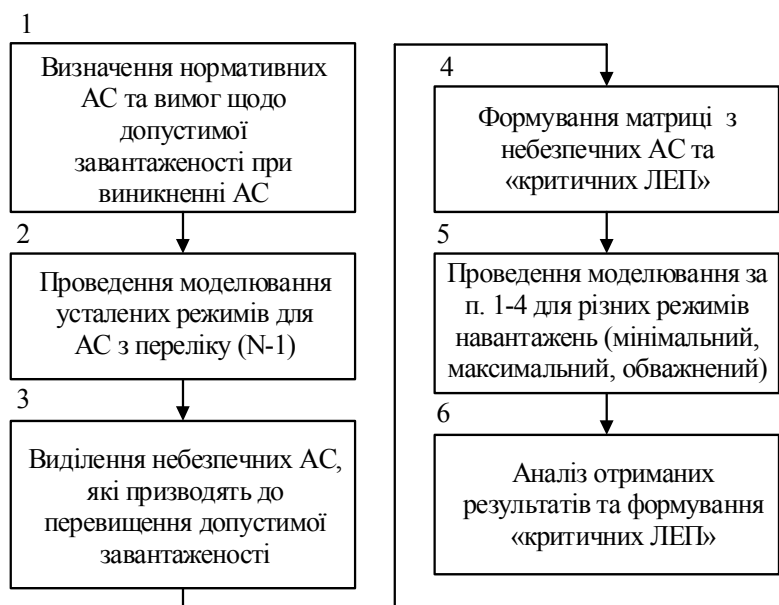 1
Визначення нормативних
АС та вимог щодо
допустимої
завантаженості при
виникненні АС
2
Проведення моделювання
усталених режимів для
АС з переліку (N-1)
3
Виділення небезпечних АС,
які призводять до
перевищення допустимої
завантаженості
4
Формування матриці з
небезпечних АС та
«критичних ЛЕП»
5
Проведення моделювання за
п. 1-4 для різних режимів
навантажень (мінімальний,
максимальний, обважнений)
6
Аналіз отриманих
результатів та формування
«критичних ЛЕП»